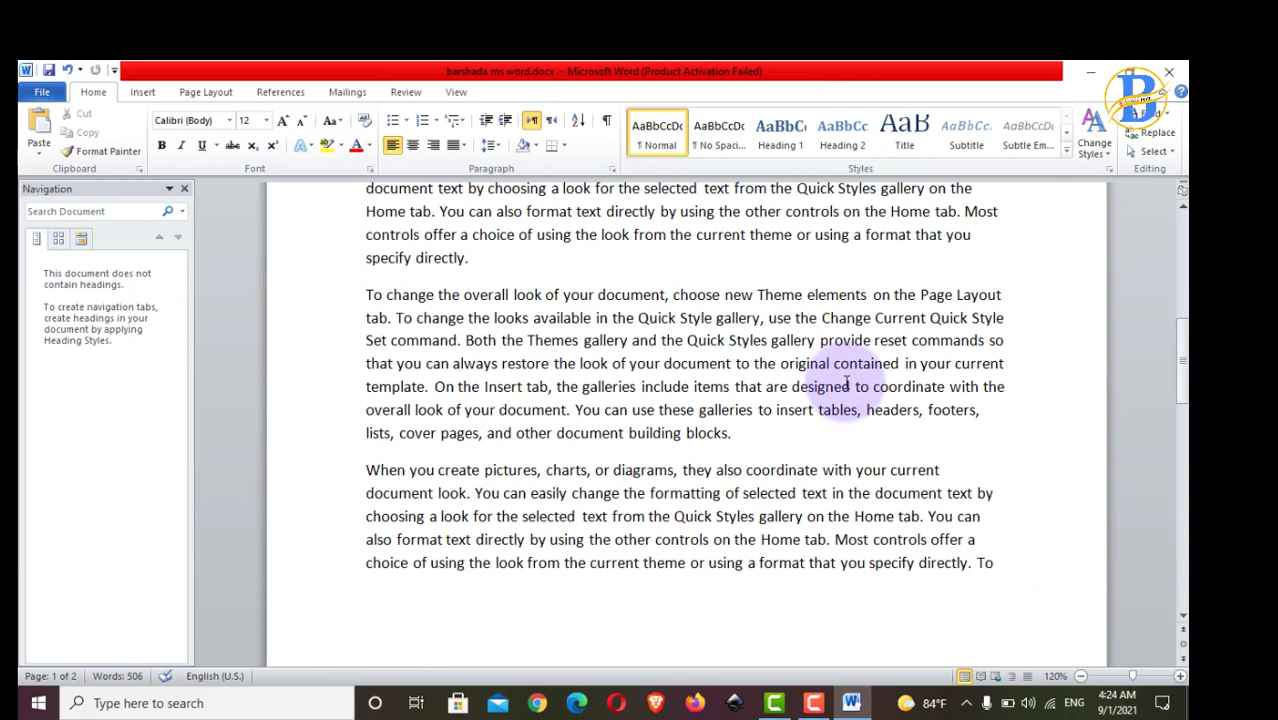 barshada ms word.docx - Microsoft Word (Product Activation Failed)
File Home Insert Page Layout References Mailings Review View
Cut
Copy
Format Painter
Paste
Calibri (Body) 12
AaBbCcDc AaBbCcDc AaBbC AaBbCc AaB AaBbCc. AaBbCcDc
¶ Normal ¶ No Spaci... Heading 1 Heading 2 Title Subtitle Subtle Em...
Change Styles
Replace
Select
Clipboard Font Paragraph Styles Editing
Navigation
Search Document
This document does not
contain headings.
To create navigation tabs,
create headings in your
document by applying
Heading Styles.
document text by choosing a look for the selected text from the Quick Styles gallery on the
Home tab. You can also format text directly by using the other controls on the Home tab. Most
controls offer a choice of using the look from the current theme or using a format that you
specify directly.
To change the overall look of your document, choose new Theme elements on the Page Layout
tab. To change the looks available in the Quick Style gallery, use the Change Current Quick Style
Set command. Both the Themes gallery and the Quick Styles gallery provide reset commands so
that you can always restore the look of your document to the original contained in your current
template. On the Insert tab, the galleries include items that are designed to coordinate with the
overall look of your document. You can use these galleries to insert tables, headers, footers,
lists, cover pages, and other document building blocks.
When you create pictures, charts, or diagrams, they also coordinate with your current
document look. You can easily change the formatting of selected text in the document text by
choosing a look for the selected text from the Quick Styles gallery on the Home tab. You can
also format text directly by using the other controls on the Home tab. Most controls offer a
choice of using the look from the current theme or using a format that you specify directly. To
Page: 1 of 2 Words: 506 English (U.S.) 120%
Type here to search 84°F ENG 4:24 AM
9/1/2021